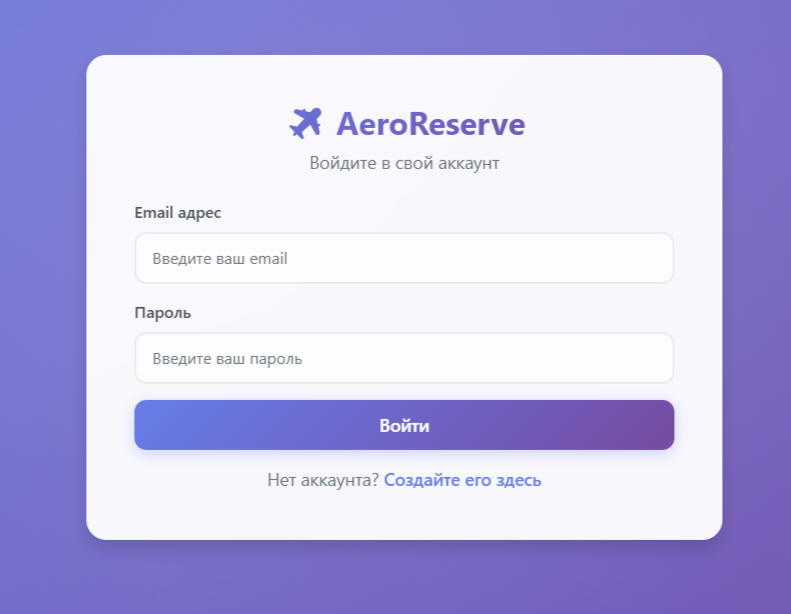 AeroReserve
Войдите в свой аккаунт
Email адрес
Введите ваш email
Пароль
Введите ваш пароль
Войти
Нет аккаунта? Создайте его здесь